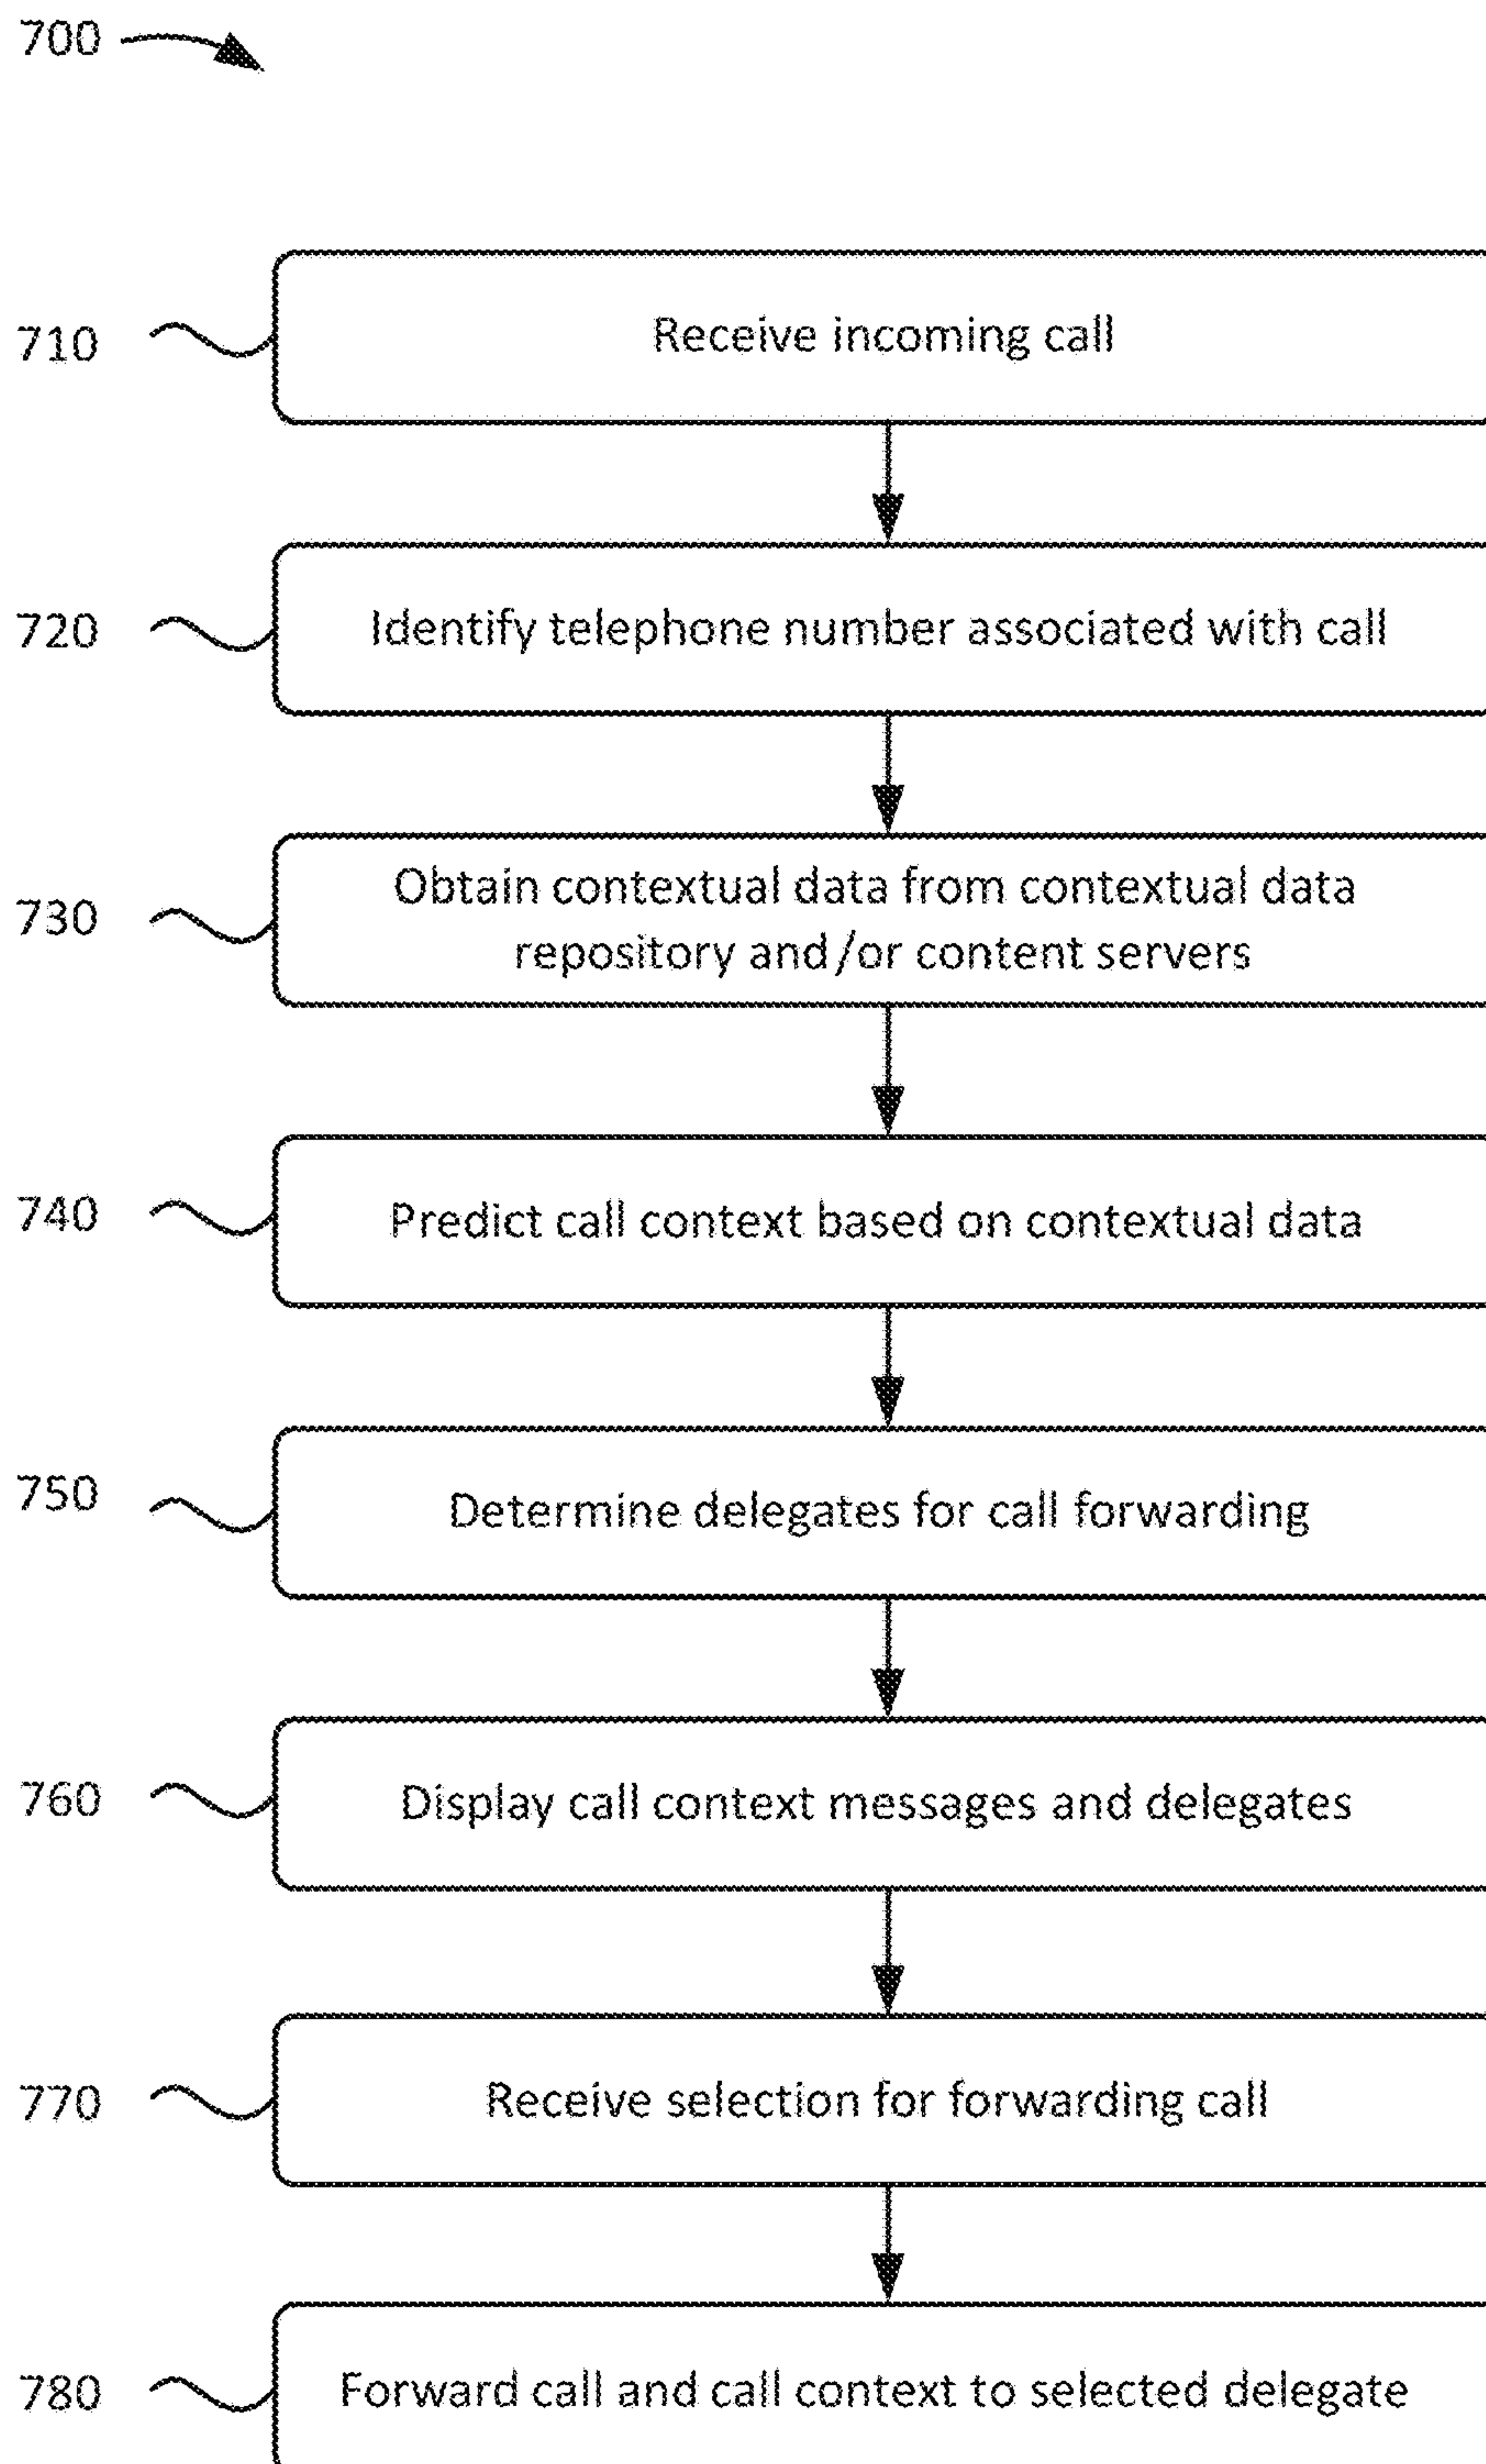 700
710
Receive incoming call
720
Identify telephone number associated with call
730
Obtain contextual data from contextual data
repository and/or content servers
740
Predict call context based on contextual data
750
Determine delegates for call forwarding
760
Display call context messages and delegates
770
Receive selection for forwarding call
780
Forward call and call context to selected delegate